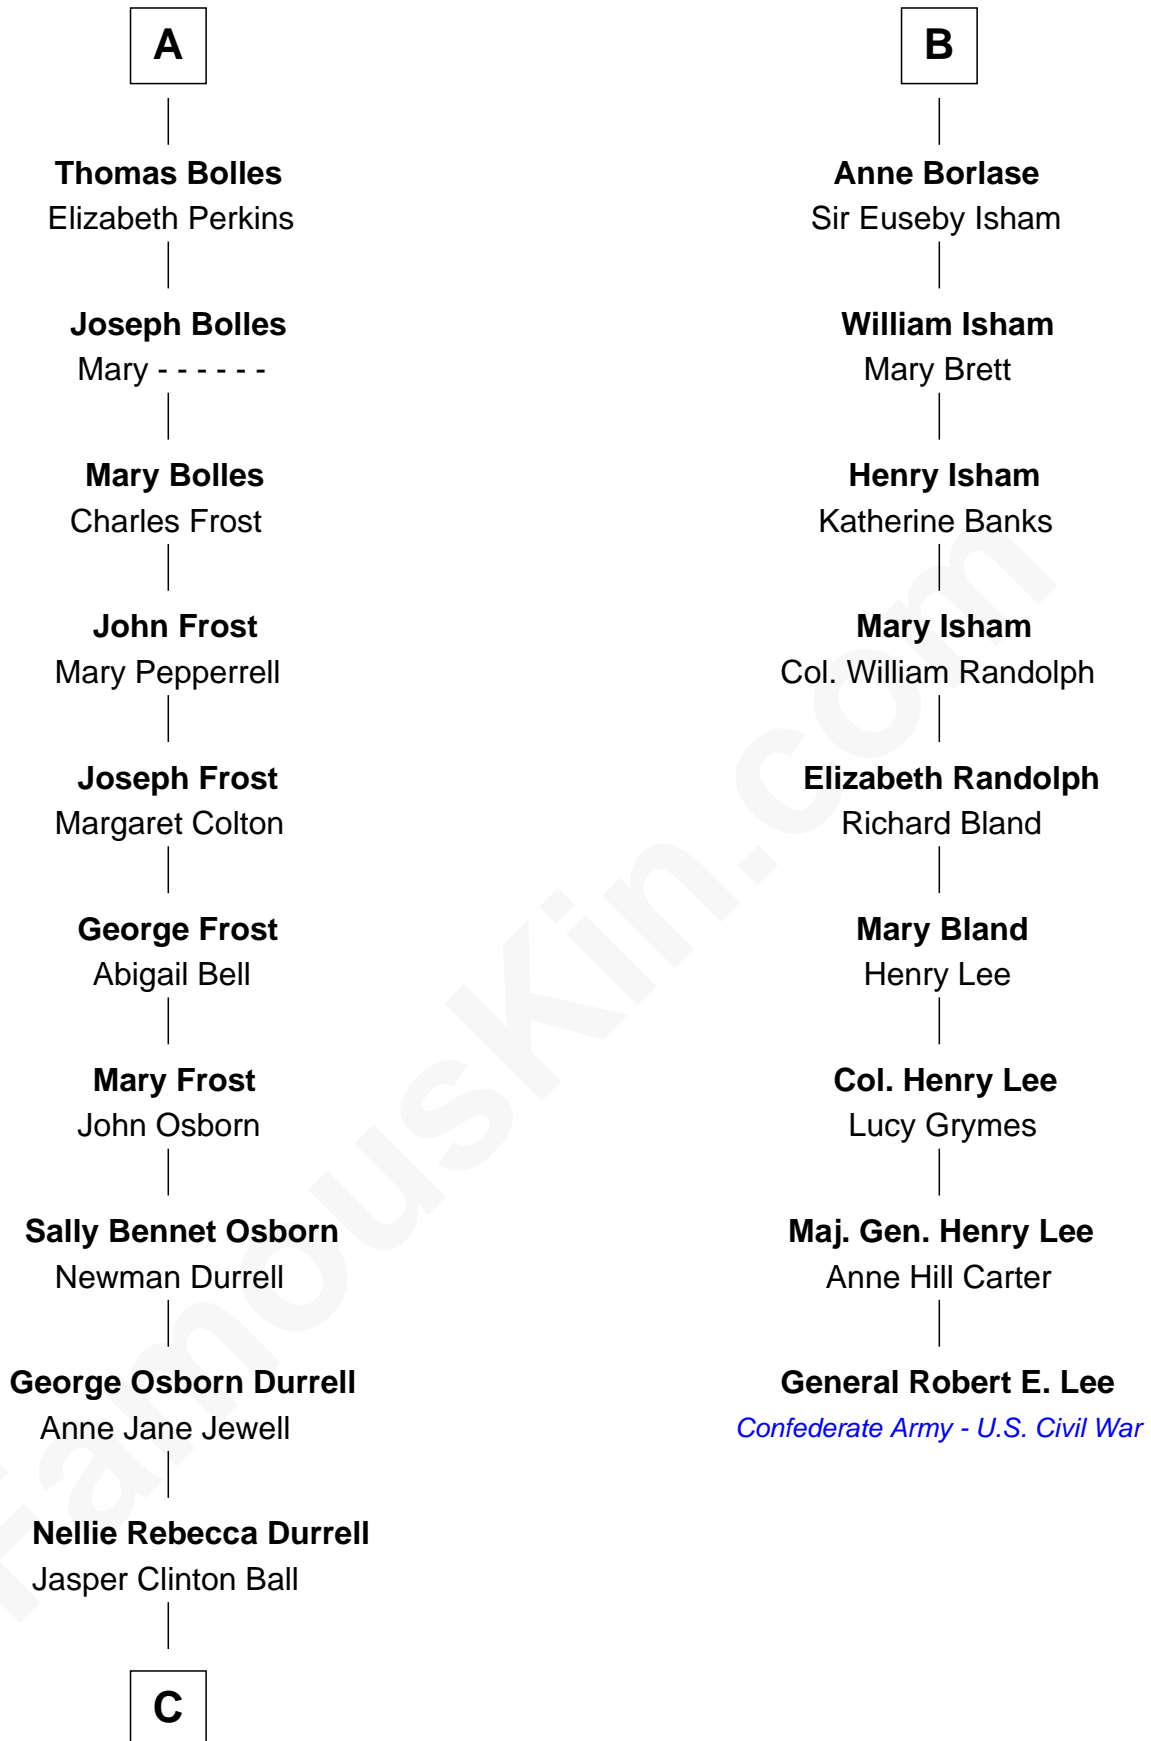 A
Thomas Bolles
Elizabeth Perkins
Joseph Bolles
Mary - - - - - -
Mary Bolles
Charles Frost
John Frost
Mary Pepperrell
Joseph Frost
Margaret Colton
George Frost
Abigail Bell
Mary Frost
John Osborn
Sally Bennet Osborn
Newman Durrell
George Osborn Durrell
Anne Jane Jewell
Nellie Rebecca Durrell
Jasper Clinton Ball
C
B
Anne Borlase
Sir Euseby Isham
William Isham
Mary Brett
Henry Isham
Katherine Banks
Mary Isham
Col. William Randolph
Elizabeth Randolph
Richard Bland
Mary Bland
Henry Lee
Col. Henry Lee
Lucy Grymes
Maj. Gen. Henry Lee
Anne Hill Carter
General Robert E. Lee
Confederate Army - U.S. Civil War
FamousKin.com